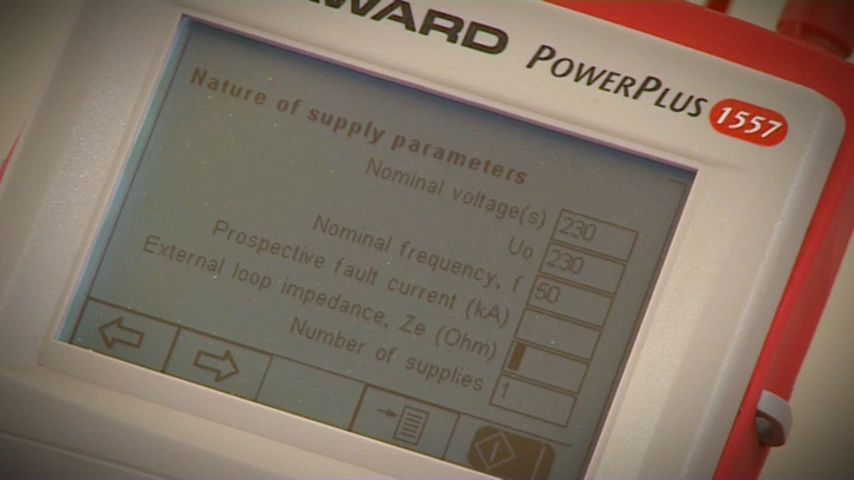 WARD POWERPLUS 1557
Nature of supply parameters
Nominal voltage(s) 230
Uo 230
Nominal frequency, f 50
Prospective fault current (kA)
External loop impedance, Ze (Ohm)
Number of supplies 1